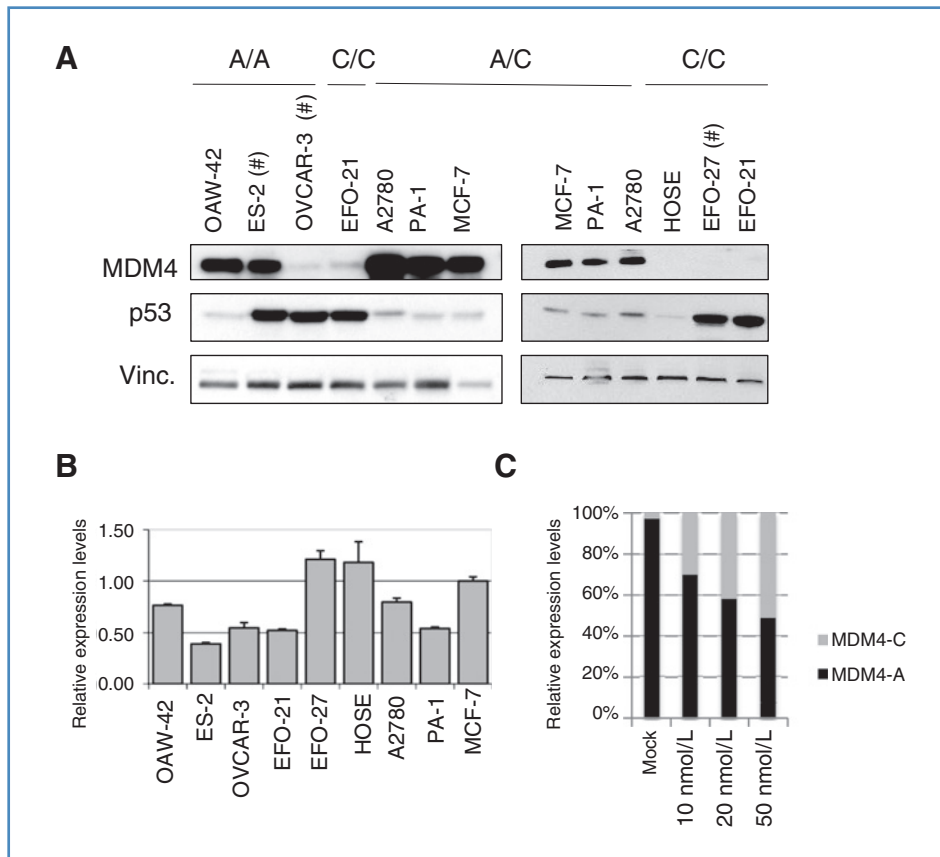 A
A/A C/C A/C C/C
OAW-42 ES-2 (#) OVCAR-3 (#) EFO-21 A2780 PA-1 MCF-7 MCF-7 PA-1 A2780 HOSE EFO-27 (#) EFO-21
MDM4
p53
Vinc.
B
Relative expression levels
1.50
1.00
0.50
0.00
OAW-42 ES-2 OVCAR-3 EFO-21 EFO-27 HOSE A2780 PA-1 MCF-7
C
Relative expression levels
100%
80%
60%
40%
20%
0%
Mock 10 nmol/L 20 nmol/L 50 nmol/L
MDM4-C
MDM4-A